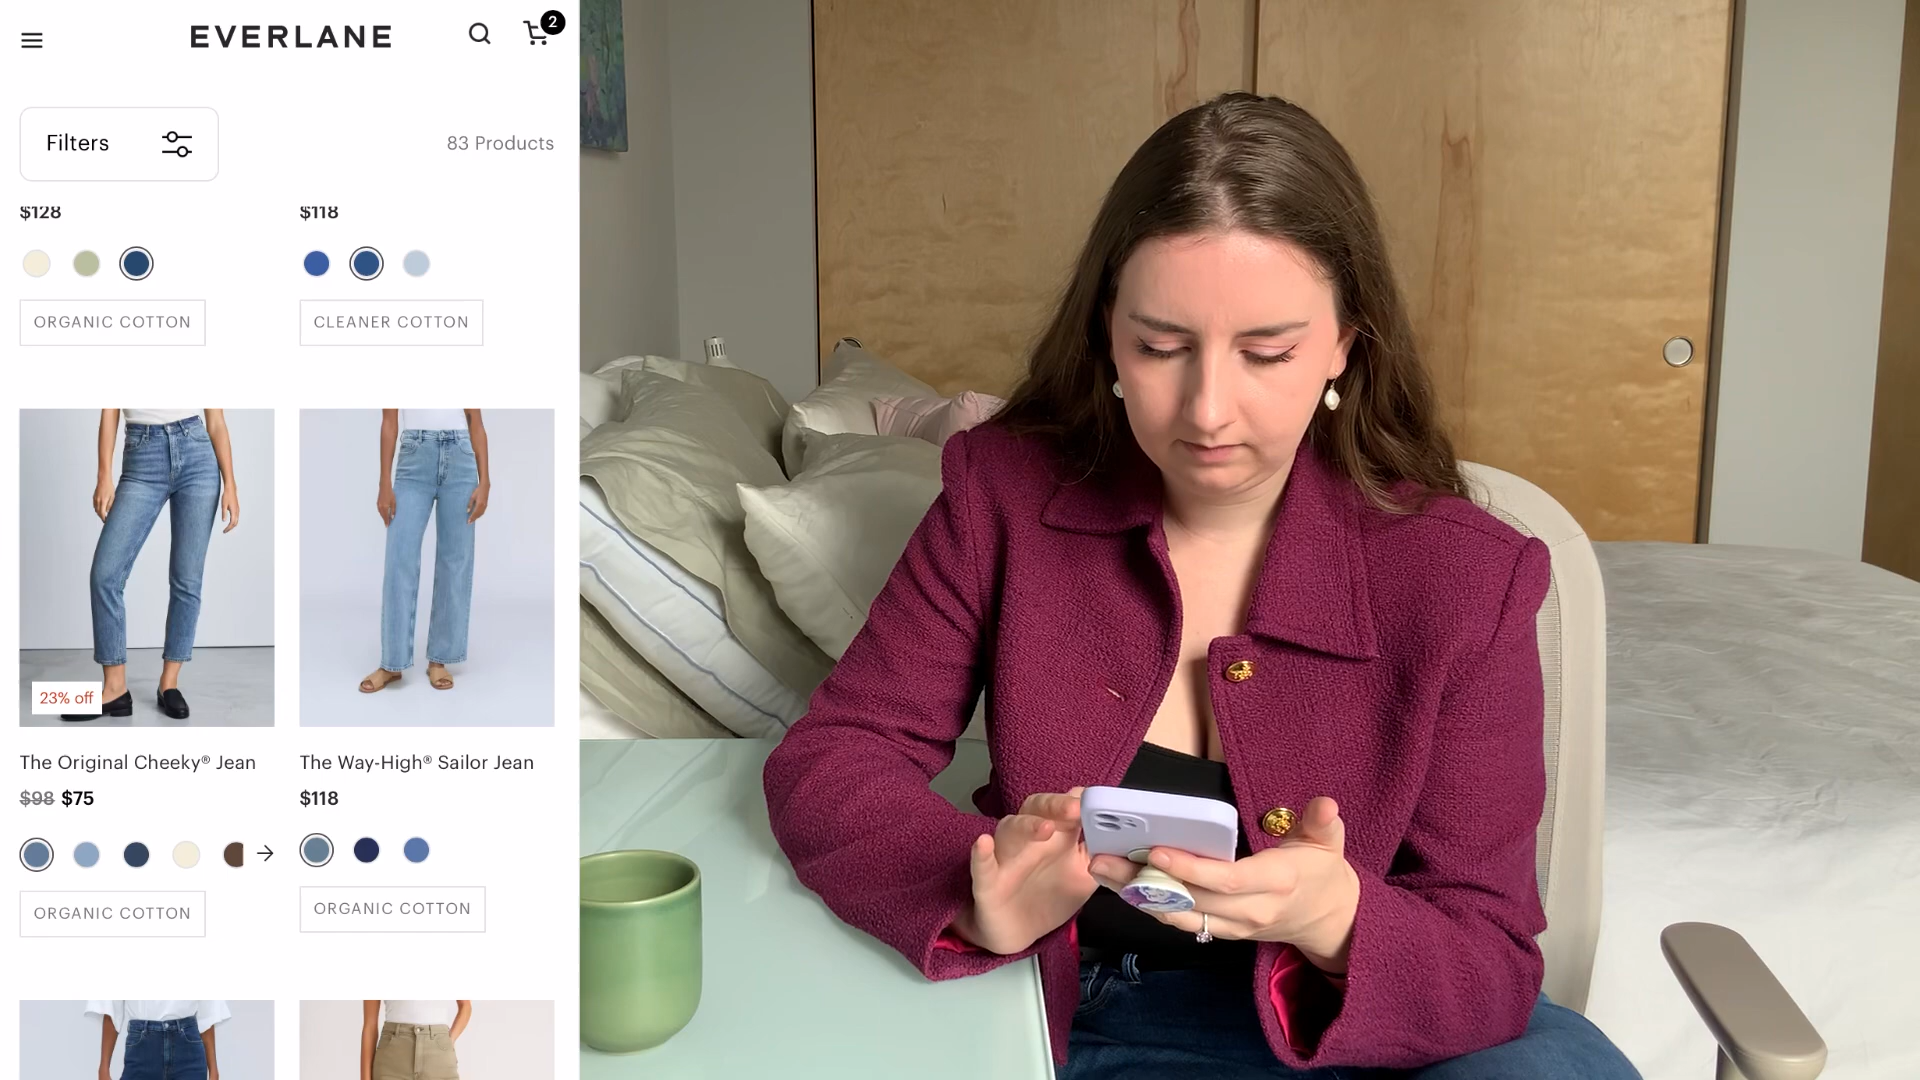 EVERLANE
2
Filters
83 Products
$128
$118
ORGANIC COTTON
CLEANER COTTON
23% off
The Original Cheeky® Jean
The Way-High® Sailor Jean
$98 $75
$118
ORGANIC COTTON
ORGANIC COTTON